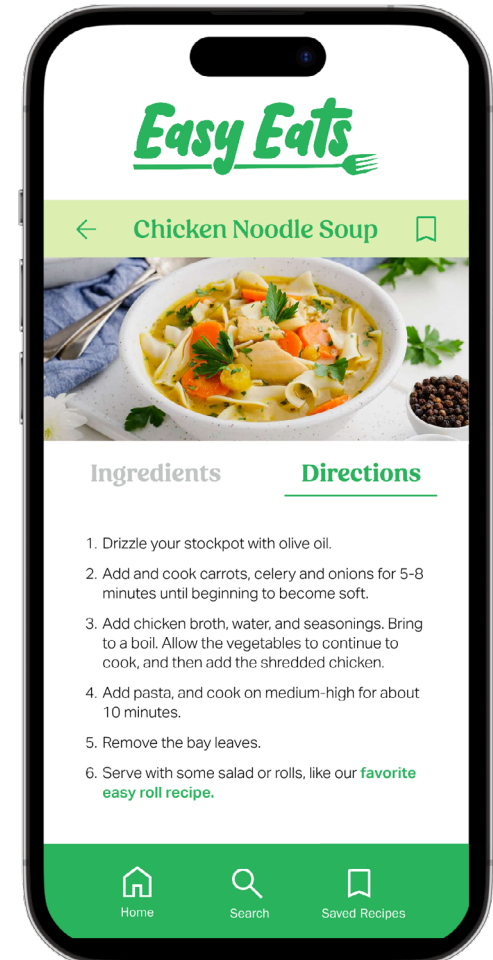 Easy Eats
Chicken Noodle Soup
Ingredients
Directions
1. Drizzle your stockpot with olive oil.
2. Add and cook carrots, celery and onions for 5-8
minutes until beginning to become soft.
3. Add chicken broth, water, and seasonings. Bring
to a boil. Allow the vegetables to continue to
cook, and then add the shredded chicken.
4. Add pasta, and cook on medium-high for about
10 minutes.
5. Remove the bay leaves.
6. Serve with some salad or rolls, like our favorite
easy roll recipe.
Home
Search
Saved Recipes